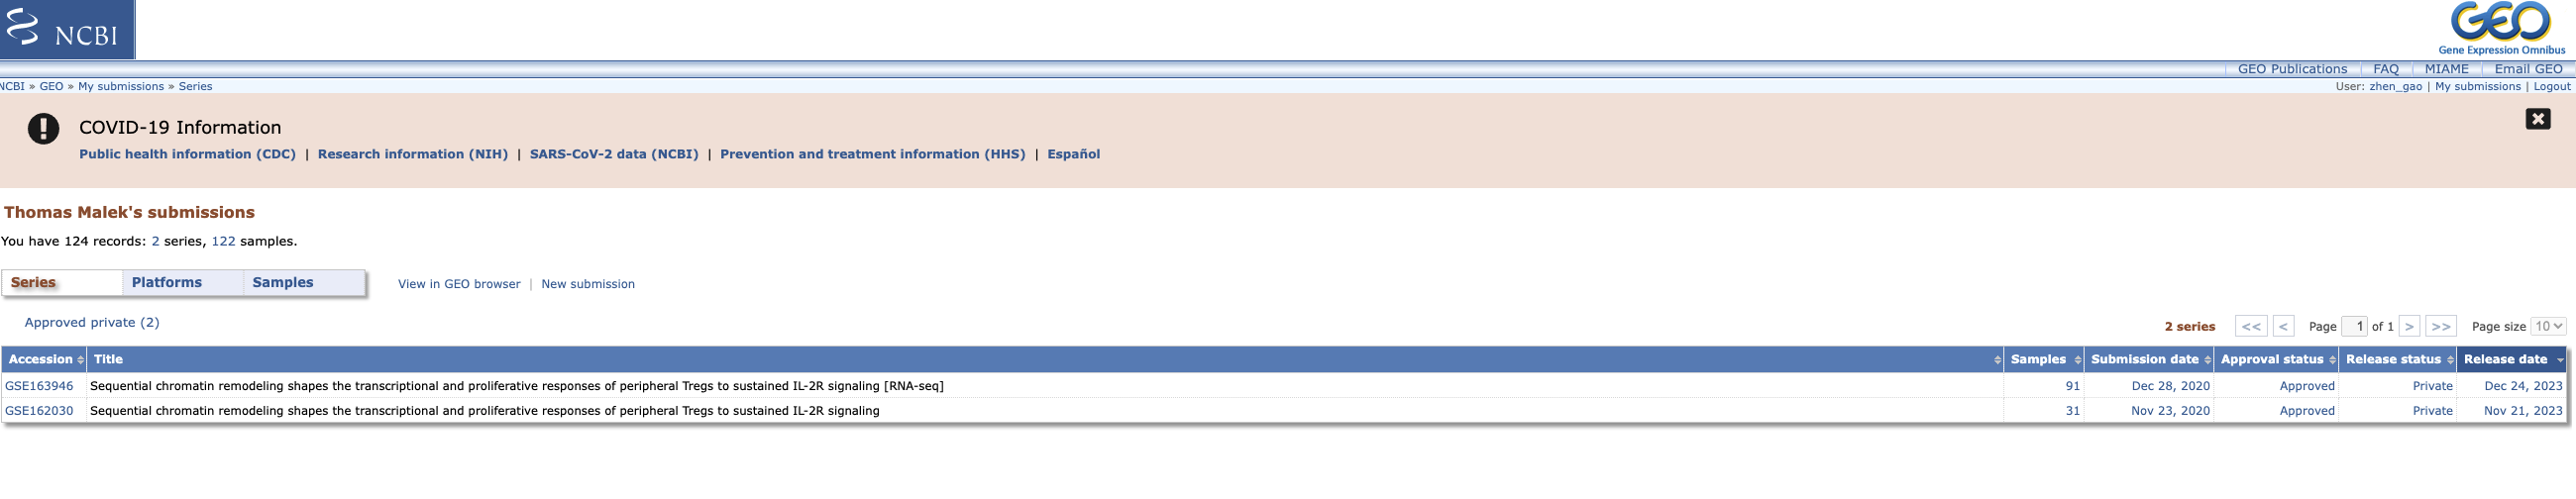 NCBI
GEO
Gene Expression Omnibus
GEO Publications FAQ MIAME Email GEO
NCBI » GEO » My submissions » Series
User: zhen_gao | My submissions | Logout
COVID-19 Information
Public health information (CDC) | Research information (NIH) | SARS-CoV-2 data (NCBI) | Prevention and treatment information (HHS) | Español
Thomas Malek's submissions
You have 124 records: 2 series, 122 samples.
Series Platforms Samples View in GEO browser | New submission
Approved private (2)
2 series << < Page 1 of 1 > >> Page size 10
Accession Title Samples Submission date Approval status Release status Release date
GSE163946 Sequential chromatin remodeling shapes the transcriptional and proliferative responses of peripheral Tregs to sustained IL-2R signaling [RNA-seq] 91 Dec 28, 2020 Approved Private Dec 24, 2023
GSE162030 Sequential chromatin remodeling shapes the transcriptional and proliferative responses of peripheral Tregs to sustained IL-2R signaling 31 Nov 23, 2020 Approved Private Nov 21, 2023